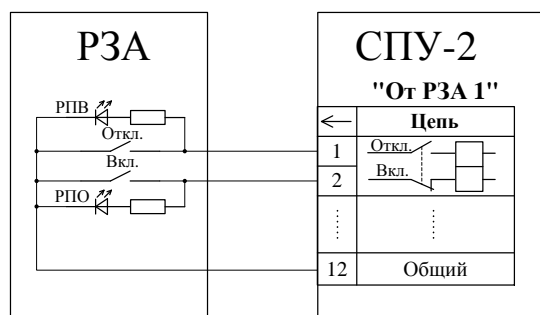 РЗА
РПВ
Откл.
Вкл.
РПО
СПУ-2
"От РЗА 1"
Цепь
1 Откл.
2 Вкл.
12 Общий